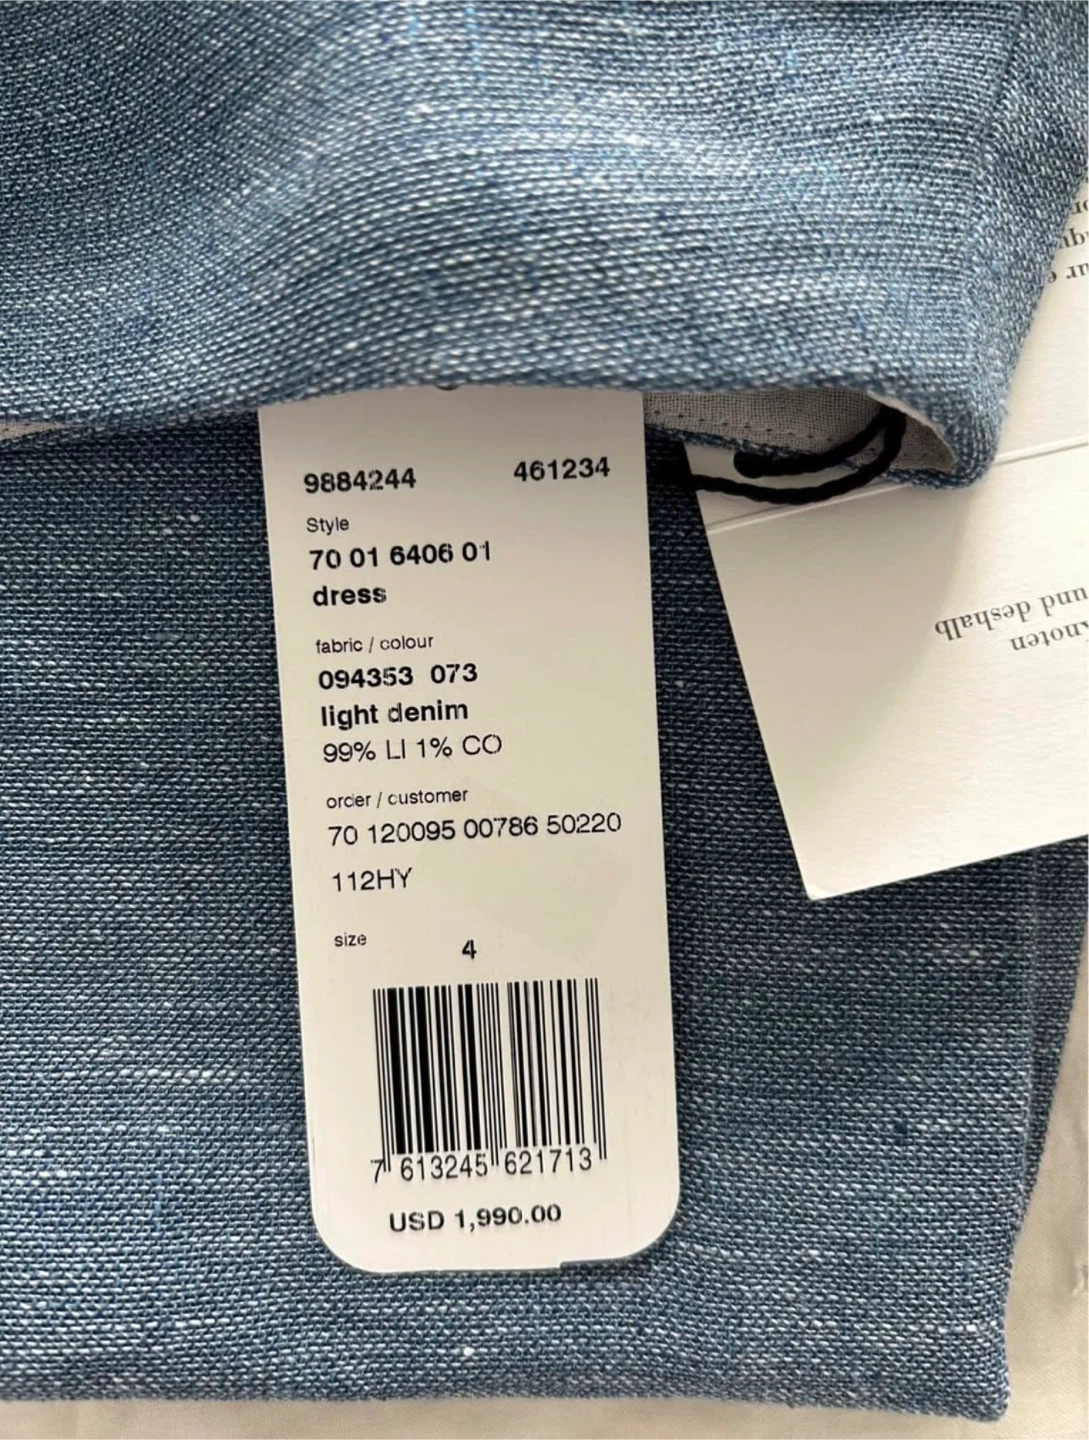 9884244 461234
Style
70 01 6406 01
dress
fabric / colour
094353 073
light denim
99% LI 1% CO
order / customer
70 120095 00786 50220
112HY
size 4
7 613245 621713
USD 1,990.00
knoten
und deshalb